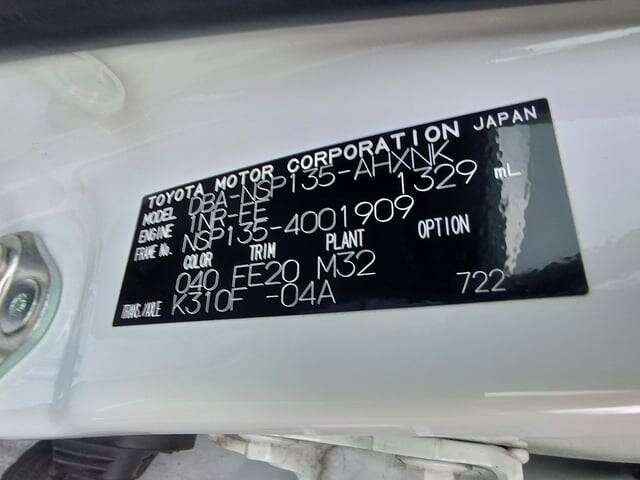 TOYOTA MOTOR CORPORATION JAPAN
MODEL DBA-NSP135-AHXNK
ENGINE 1NR-EE 1329 mL
FRAME No. NSP135-4001909
COLOR TRIM PLANT OPTION
040 EE20 M32
TRANS./AXLE K310F -04A 722